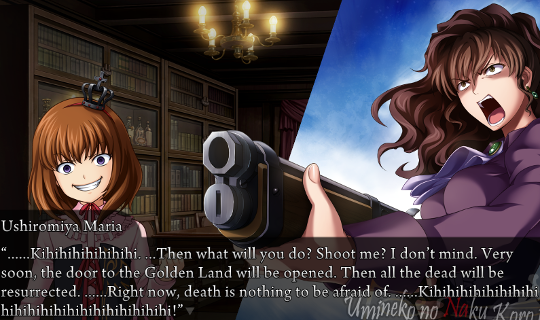 Ushiromiya Maria
“......Kihihihihihihihi. ...Then what will you do? Shoot me? I don’t mind. Very
soon, the door to the Golden Land will be opened. Then all the dead will be
resurrected. ......Right now, death is nothing to be afraid of. ......Kihihihihihihihihi
hihihihihihihihihihihihihihi!”
Umineko no Naku Koro